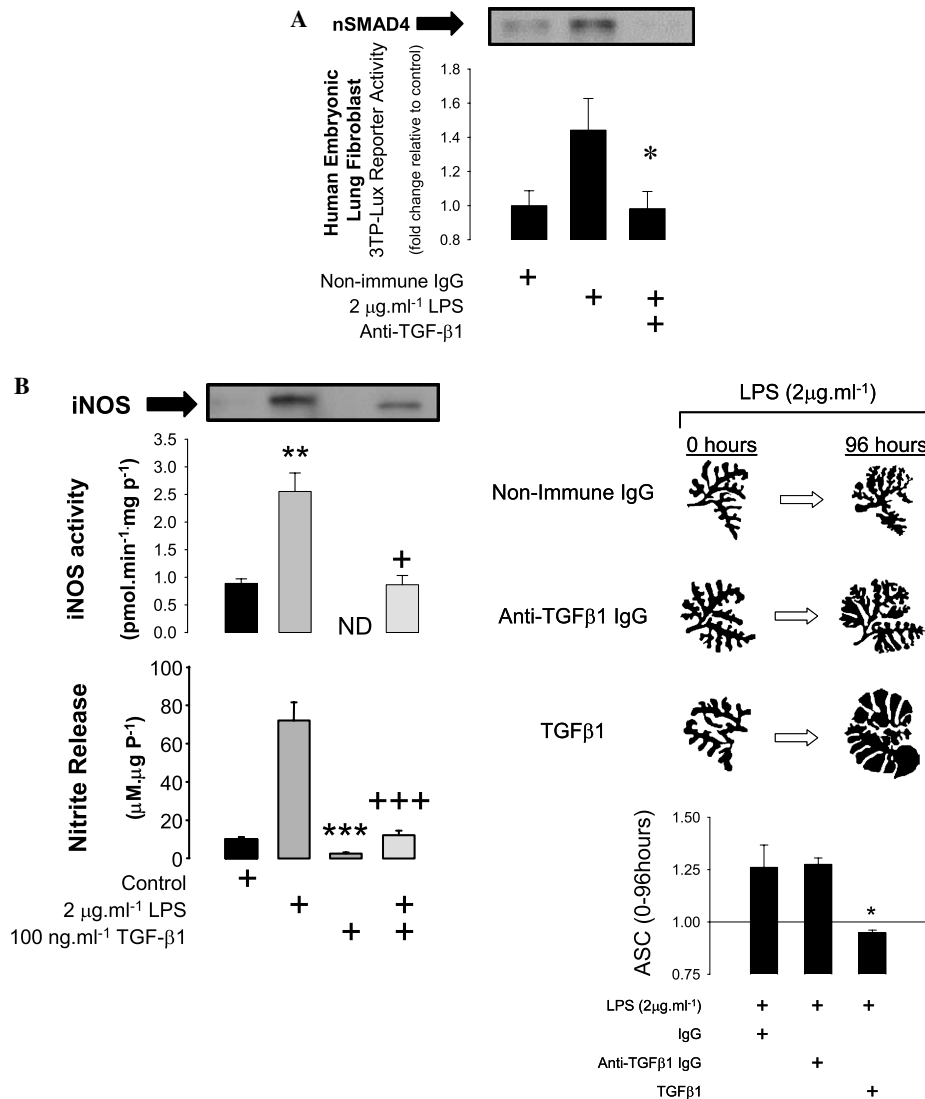 A
nSMAD4
Human Embryonic
Lung Fibroblast
3TP-Lux Reporter Activity
(fold change relative to control)
1.8
1.6
1.4
1.2
1.0
0.8
*
Non-immune IgG
+
2 μg.ml-1 LPS
+ +
Anti-TGF-β1
+
B
iNOS
iNOS activity
(pmol.min-1.mg p-1)
3.5
3.0
2.5
2.0
1.5
1.0
0.5
0.0
**
ND
+
Nitrite Release
(μM.μg P-1)
100
80
60
40
20
0
***
+++
Control
+
2 μg.ml-1 LPS
+ +
100 ng.ml-1 TGF-β1
+ +
LPS (2μg.ml-1)
0 hours 96 hours
Non-Immune IgG
Anti-TGFβ1 IgG
TGFβ1
ASC (0-96hours)
1.50
1.25
1.00
0.75
*
LPS (2μg.ml-1) + + +
IgG +
Anti-TGFβ1 IgG +
TGFβ1 +